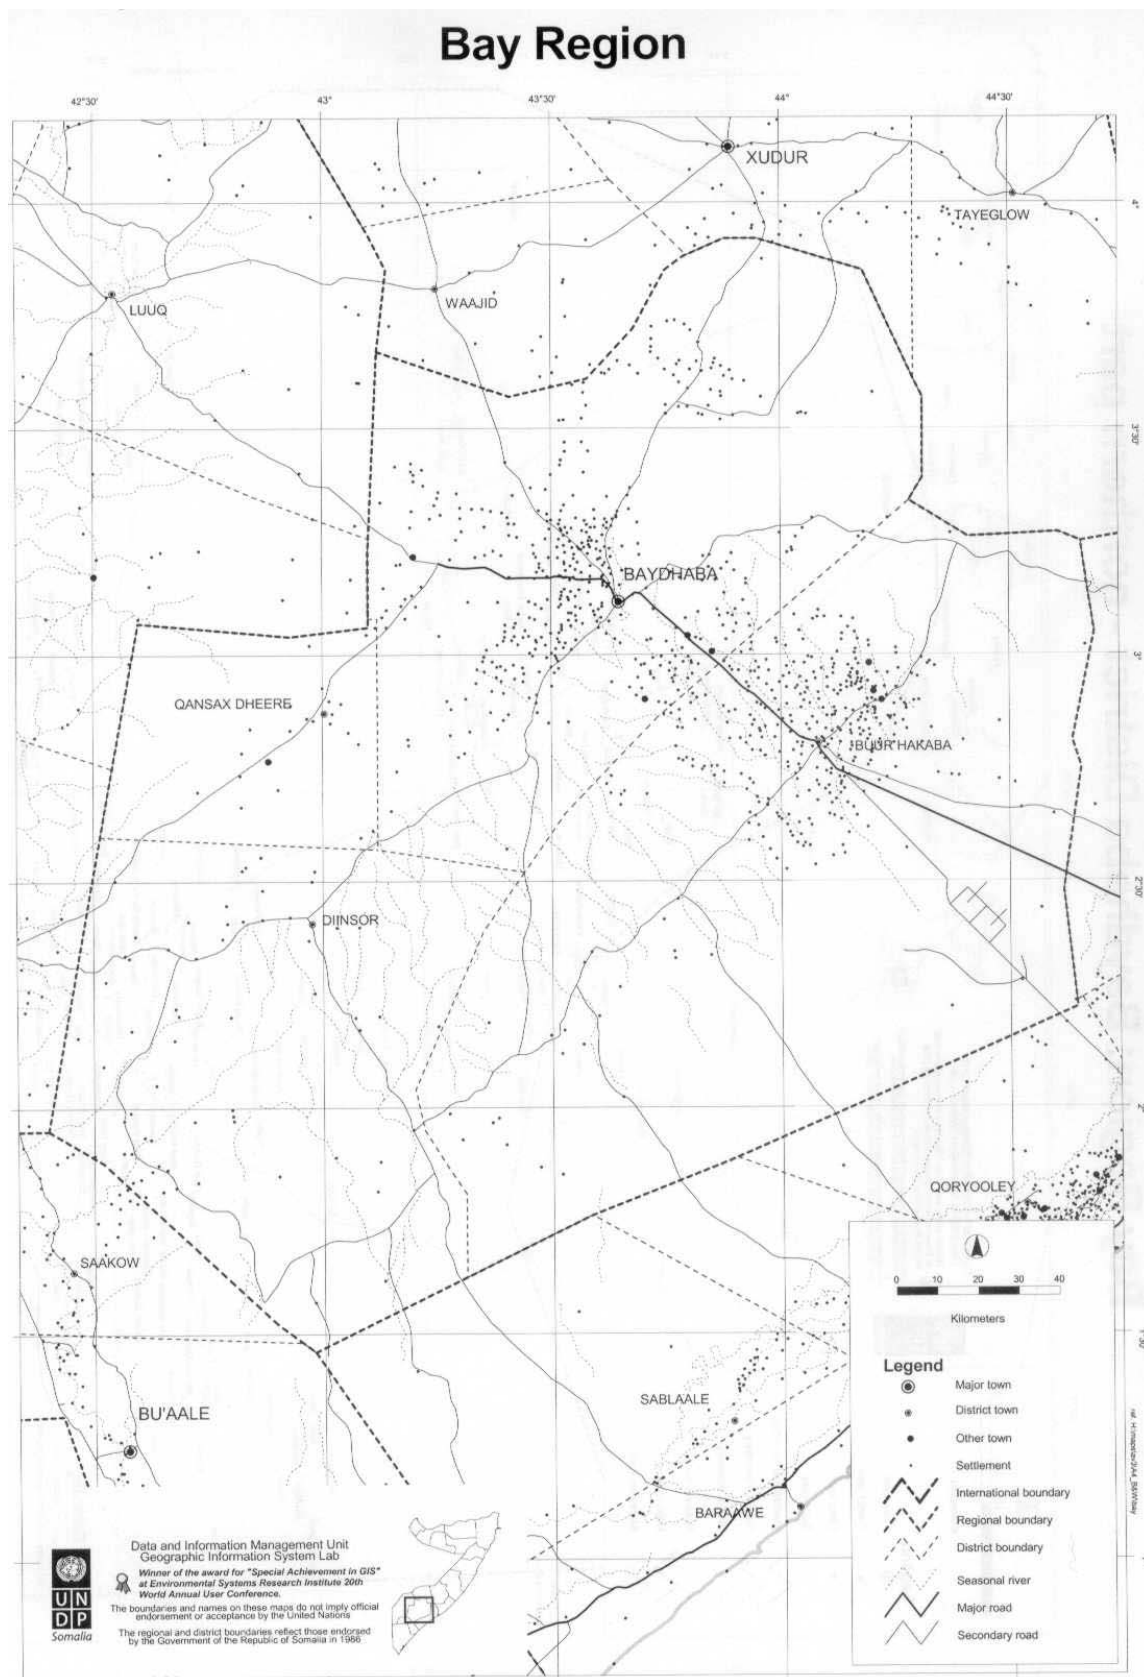 Bay Region
42°30'
43°
43°30'
44°
44°30'
XUDUR
4°
TAYEGLOW
LUUQ
WAAJID
3°30'
BAYDHABA
3°
QANSAX DHEERE
BUUR HAKABA
2°30'
DIINSOR
2°
QORYOOLEY
SAAKOW
0 10 20 30 40
Kilometers
1°30'
Legend
Major town
District town
Other town
Settlement
International boundary
Regional boundary
District boundary
Seasonal river
Major road
Secondary road
SABLAALE
BU'AALE
BARAAWE
UN
DP
Somalia
Data and Information Management Unit
Geographic Information System Lab
Winner of the award for "Special Achievement in GIS"
at Environmental Systems Research Institute 20th
World Annual User Conference.
The boundaries and names on these maps do not imply official
endorsement or acceptance by the United Nations
The regional and district boundaries reflect those endorsed
by the Government of the Republic of Somalia in 1986